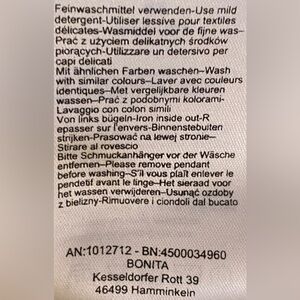 Feinwaschmittel verwenden-Use mild
detergent-Utiliser lessive pour textiles
délicates-Wasmiddel voor de fijne was–
Prać z użyciem delikatnych środków
piorących-Utilizzare un detersivo per
capi délicati
Mit ähnlichen Farben waschen–Wash
with similar colours–Laver avec couleurs
identiques–Met vergelijkbare kleuren
wassen–Prać z podobnymi kolorami-
Lavaggio con colon simili
Von links bügeln-Iron inside out-R
epasser sur l'envers-Binnenstebuiten
strijken-Prasować na lewej stronie–
Stirare al rovescio
Bitte Schmuckanhänger vor der Wäsche
entfernen–Please remove pendant
before washing–S'il vous plaît enlever le
pendetif avant le linge–Het sieraad voor
het wassen verwijderen–Usunąć ozdoby
z bielizny-Rimuovere i ciondoli dal bucato
AN:1012712 - BN:4500034960
BONITA
Kesseldorfer Rott 39
46499 Hamminkeln